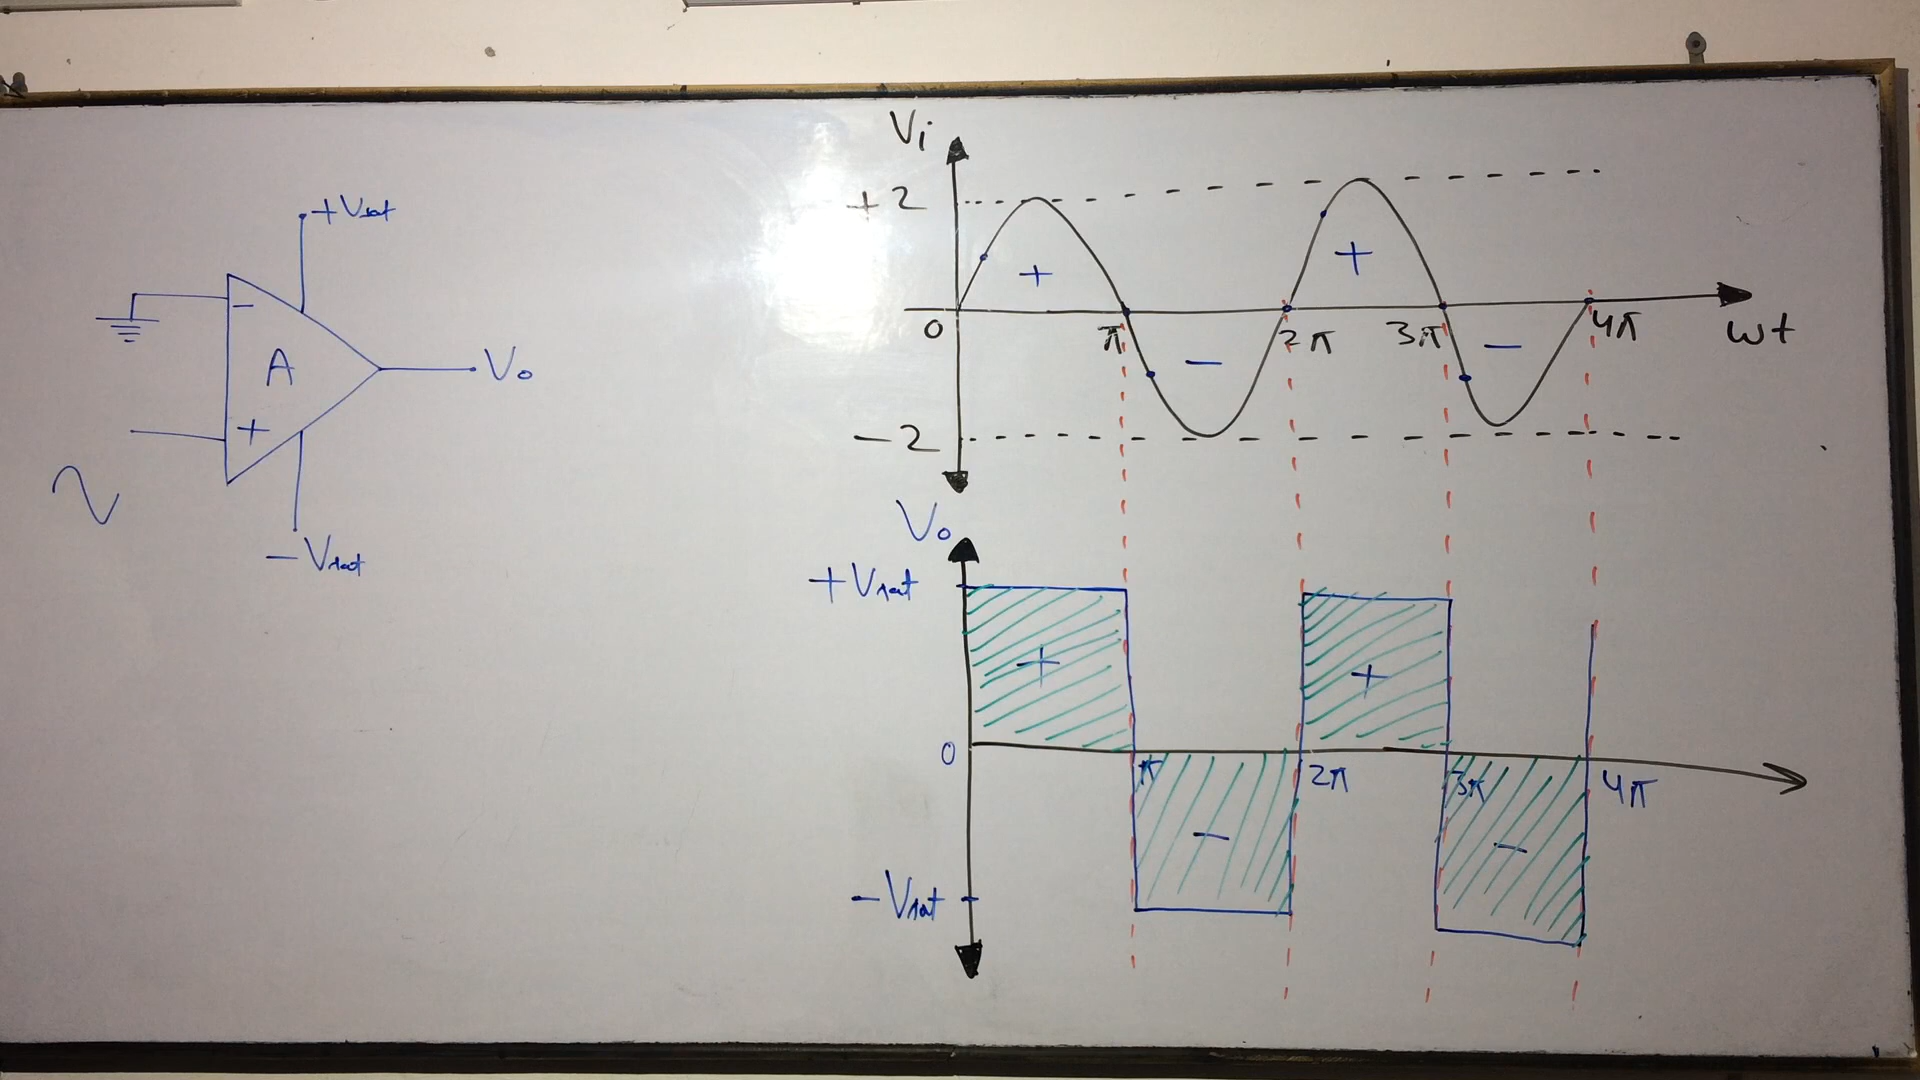 +Vsat
−
A
Vo
+
−Vsat
Vi
+2
+ +
0 π 2π 3π 4π ωt
− −
−2
Vo
+Vsat
+ +
0 π 2π 3π 4π
− −
−Vsat